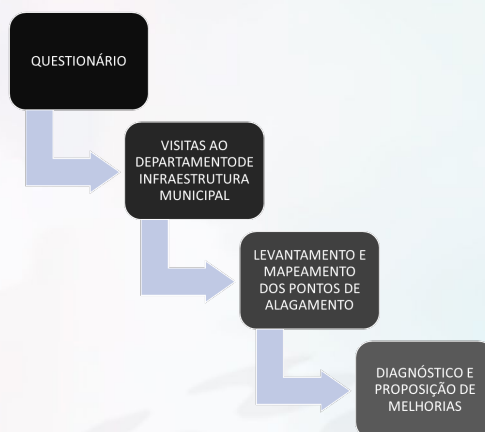 QUESTIONÁRIO
VISITAS AO
DEPARTAMENTODE
INFRAESTRUTURA
MUNICIPAL
LEVANTAMENTO E
MAPEAMENTO
DOS PONTOS DE
ALAGAMENTO
DIAGNÓSTICO E
PROPOSIÇÃO DE
MELHORIAS